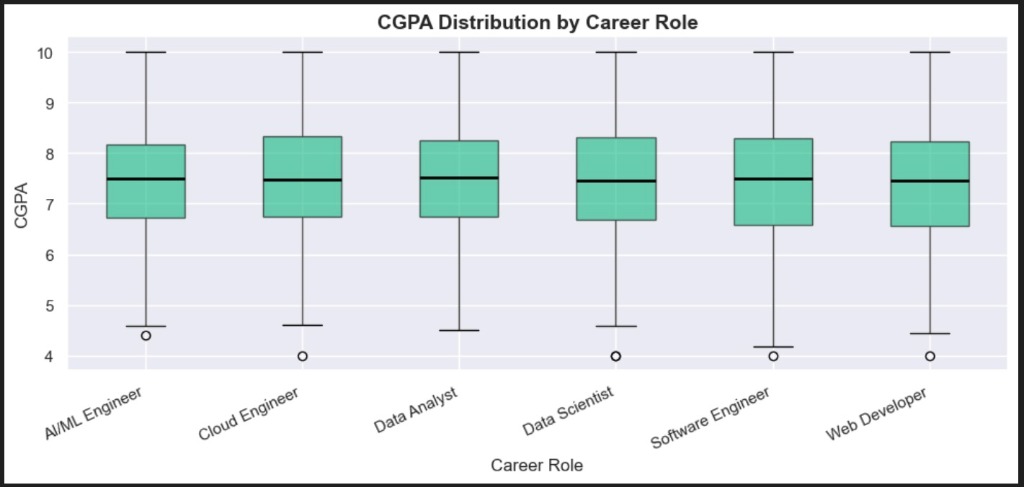 CGPA Distribution by Career Role
CGPA
10
9
8
7
6
5
4
AI/ML Engineer
Cloud Engineer
Data Analyst
Data Scientist
Software Engineer
Web Developer
Career Role